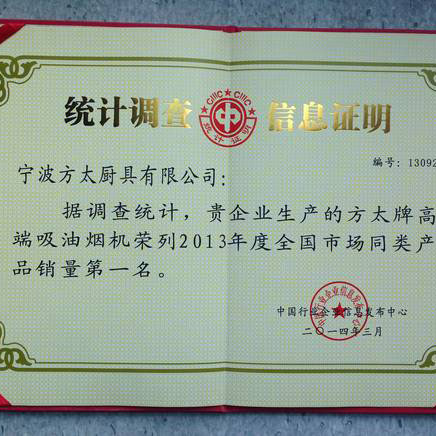 统计调查 信息证明
CIIIC ★ CIIIC
中
统计证明
编号：13092
宁波方太厨具有限公司：
据调查统计，贵企业生产的方太牌高
端吸油烟机荣列2013年度全国市场同类产
品销量第一名。
中国行业企业信息发布中心
二〇一四年三月